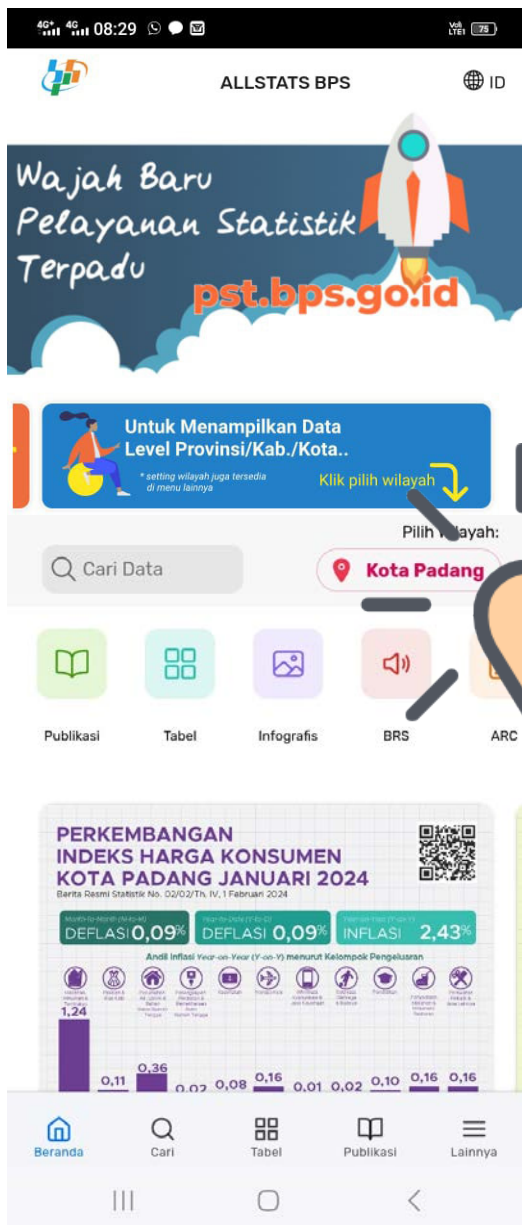 4G+ 4G 08:29 VoLTE1 75
ALLSTATS BPS
ID
Wajah Baru
Pelayanan Statistik
Terpadu
pst.bps.go.id
Untuk Menampilkan Data
Level Provinsi/Kab./Kota..
* setting wilayah juga tersedia
di menu lainnya
Klik pilih wilayah
Pilih
Cari Data
Kota Padang
Publikasi
Tabel
Infografis
BRS
ARC
PERKEMBANGAN
INDEKS HARGA KONSUMEN
KOTA PADANG JANUARI 2024
Berita Resmi Statistik No. 02/02/Th. IV, 1 Februari 2024
Month-to-Month (M-to-M)
DEFLASI 0,09%
Year-to-Date (Y-to-D)
DEFLASI 0,09%
Year-on-Year (Y-on-Y)
INFLASI 2,43%
Andil Inflasi Year-on-Year (Y-on-Y) menurut Kelompok Pengeluaran
1,24
0,11
0,36
0,02
0,08
0,16
0,01
0,02
0,10
0,16
0,16
Beranda
Cari
Tabel
Publikasi
Lainnya